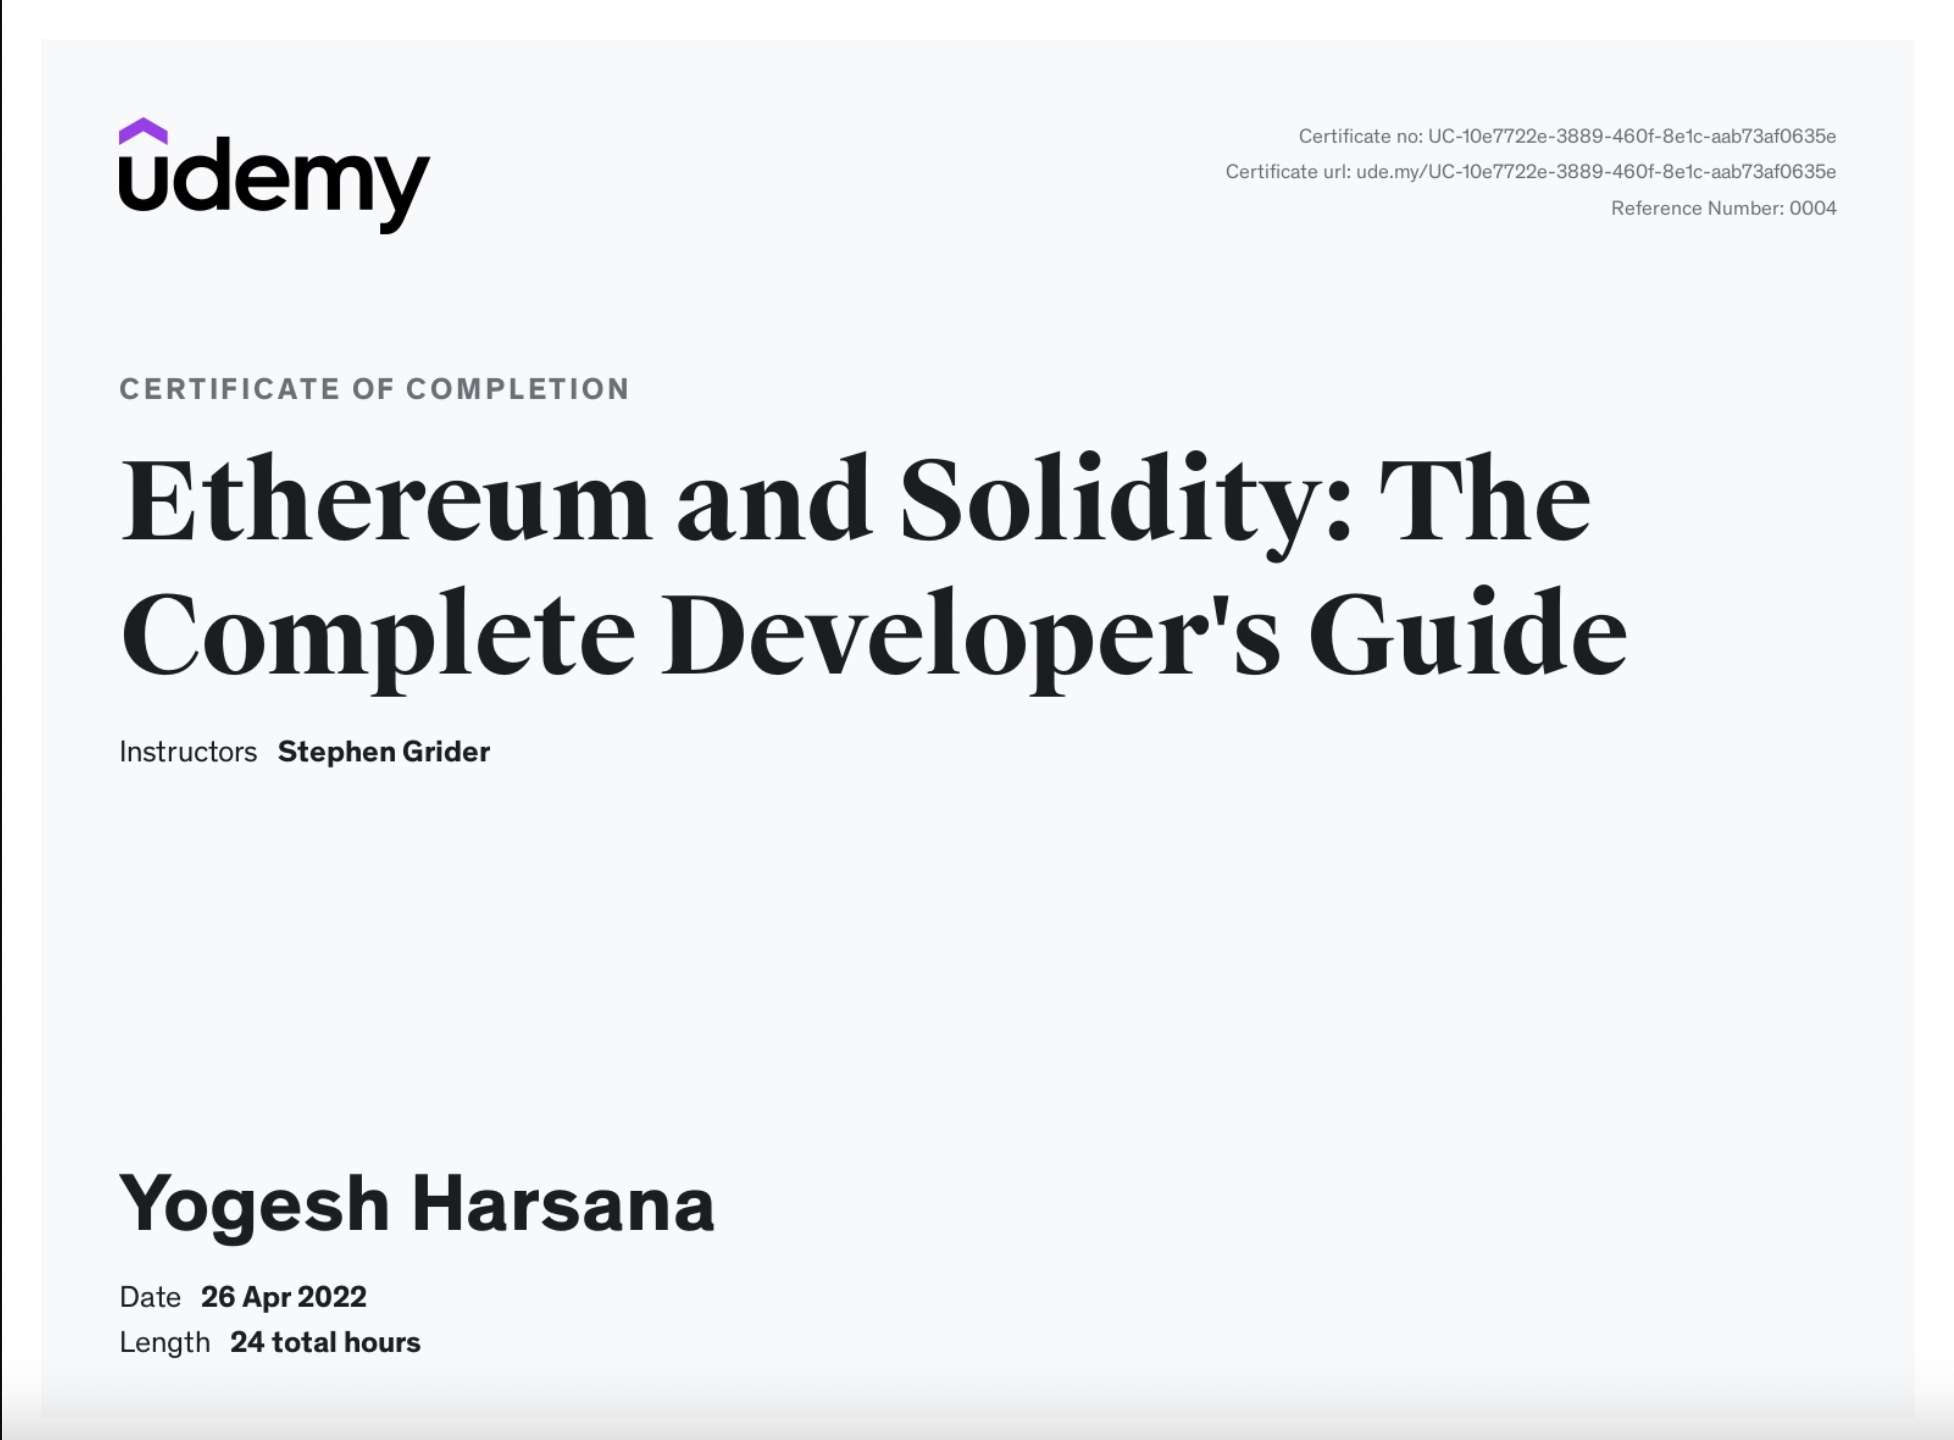 udemy
Certificate no: UC-10e7722e-3889-460f-8e1c-aab73af0635e
Certificate url: ude.my/UC-10e7722e-3889-460f-8e1c-aab73af0635e
Reference Number: 0004
CERTIFICATE OF COMPLETION
Ethereum and Solidity: The
Complete Developer's Guide
Instructors Stephen Grider
Yogesh Harsana
Date 26 Apr 2022
Length 24 total hours